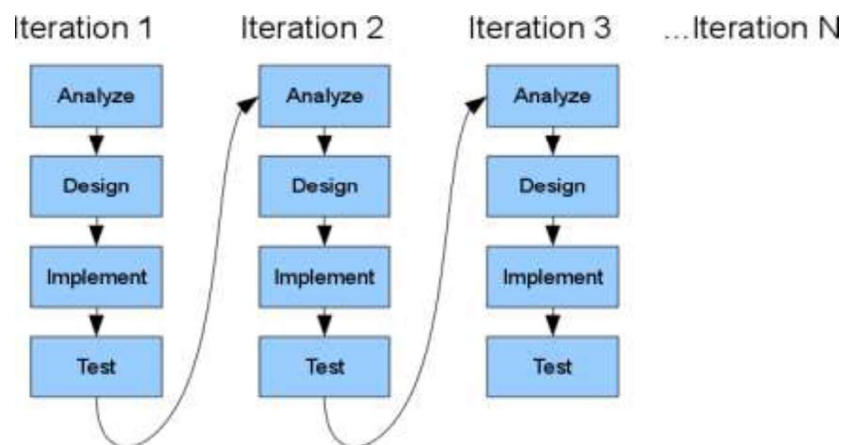 Iteration 1
Iteration 2
Iteration 3
...Iteration N
Analyze
Analyze
Analyze
Design
Design
Design
Implement
Implement
Implement
Test
Test
Test